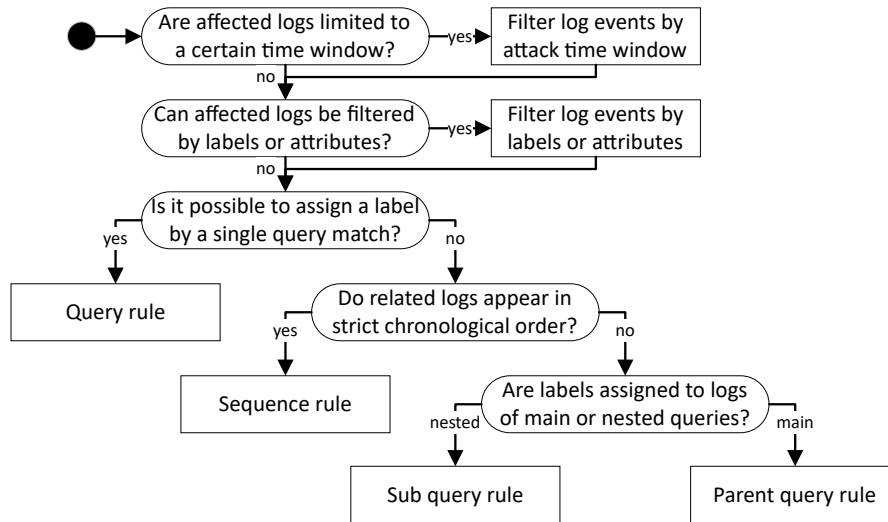 Are affected logs limited to
a certain time window?
yes
Filter log events by
attack time window
no
Can affected logs be filtered
by labels or attributes?
yes
Filter log events by
labels or attributes
no
Is it possible to assign a label
by a single query match?
yes
no
Query rule
Do related logs appear in
strict chronological order?
yes
no
Sequence rule
Are labels assigned to logs
of main or nested queries?
nested
main
Sub query rule
Parent query rule